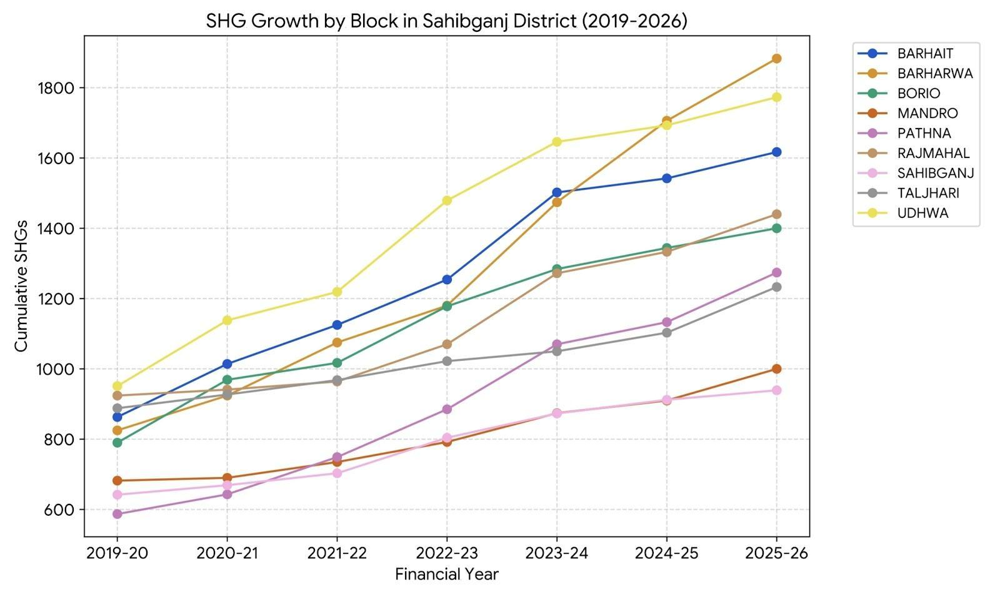 SHG Growth by Block in Sahibganj District (2019-2026)
BARHAIT
BARHARWA
BORIO
MANDRO
PATHNA
RAJMAHAL
SAHIBGANJ
TALJHARI
UDHWA
Cumulative SHGs
1800
1600
1400
1200
1000
800
600
2019-20 2020-21 2021-22 2022-23 2023-24 2024-25 2025-26
Financial Year